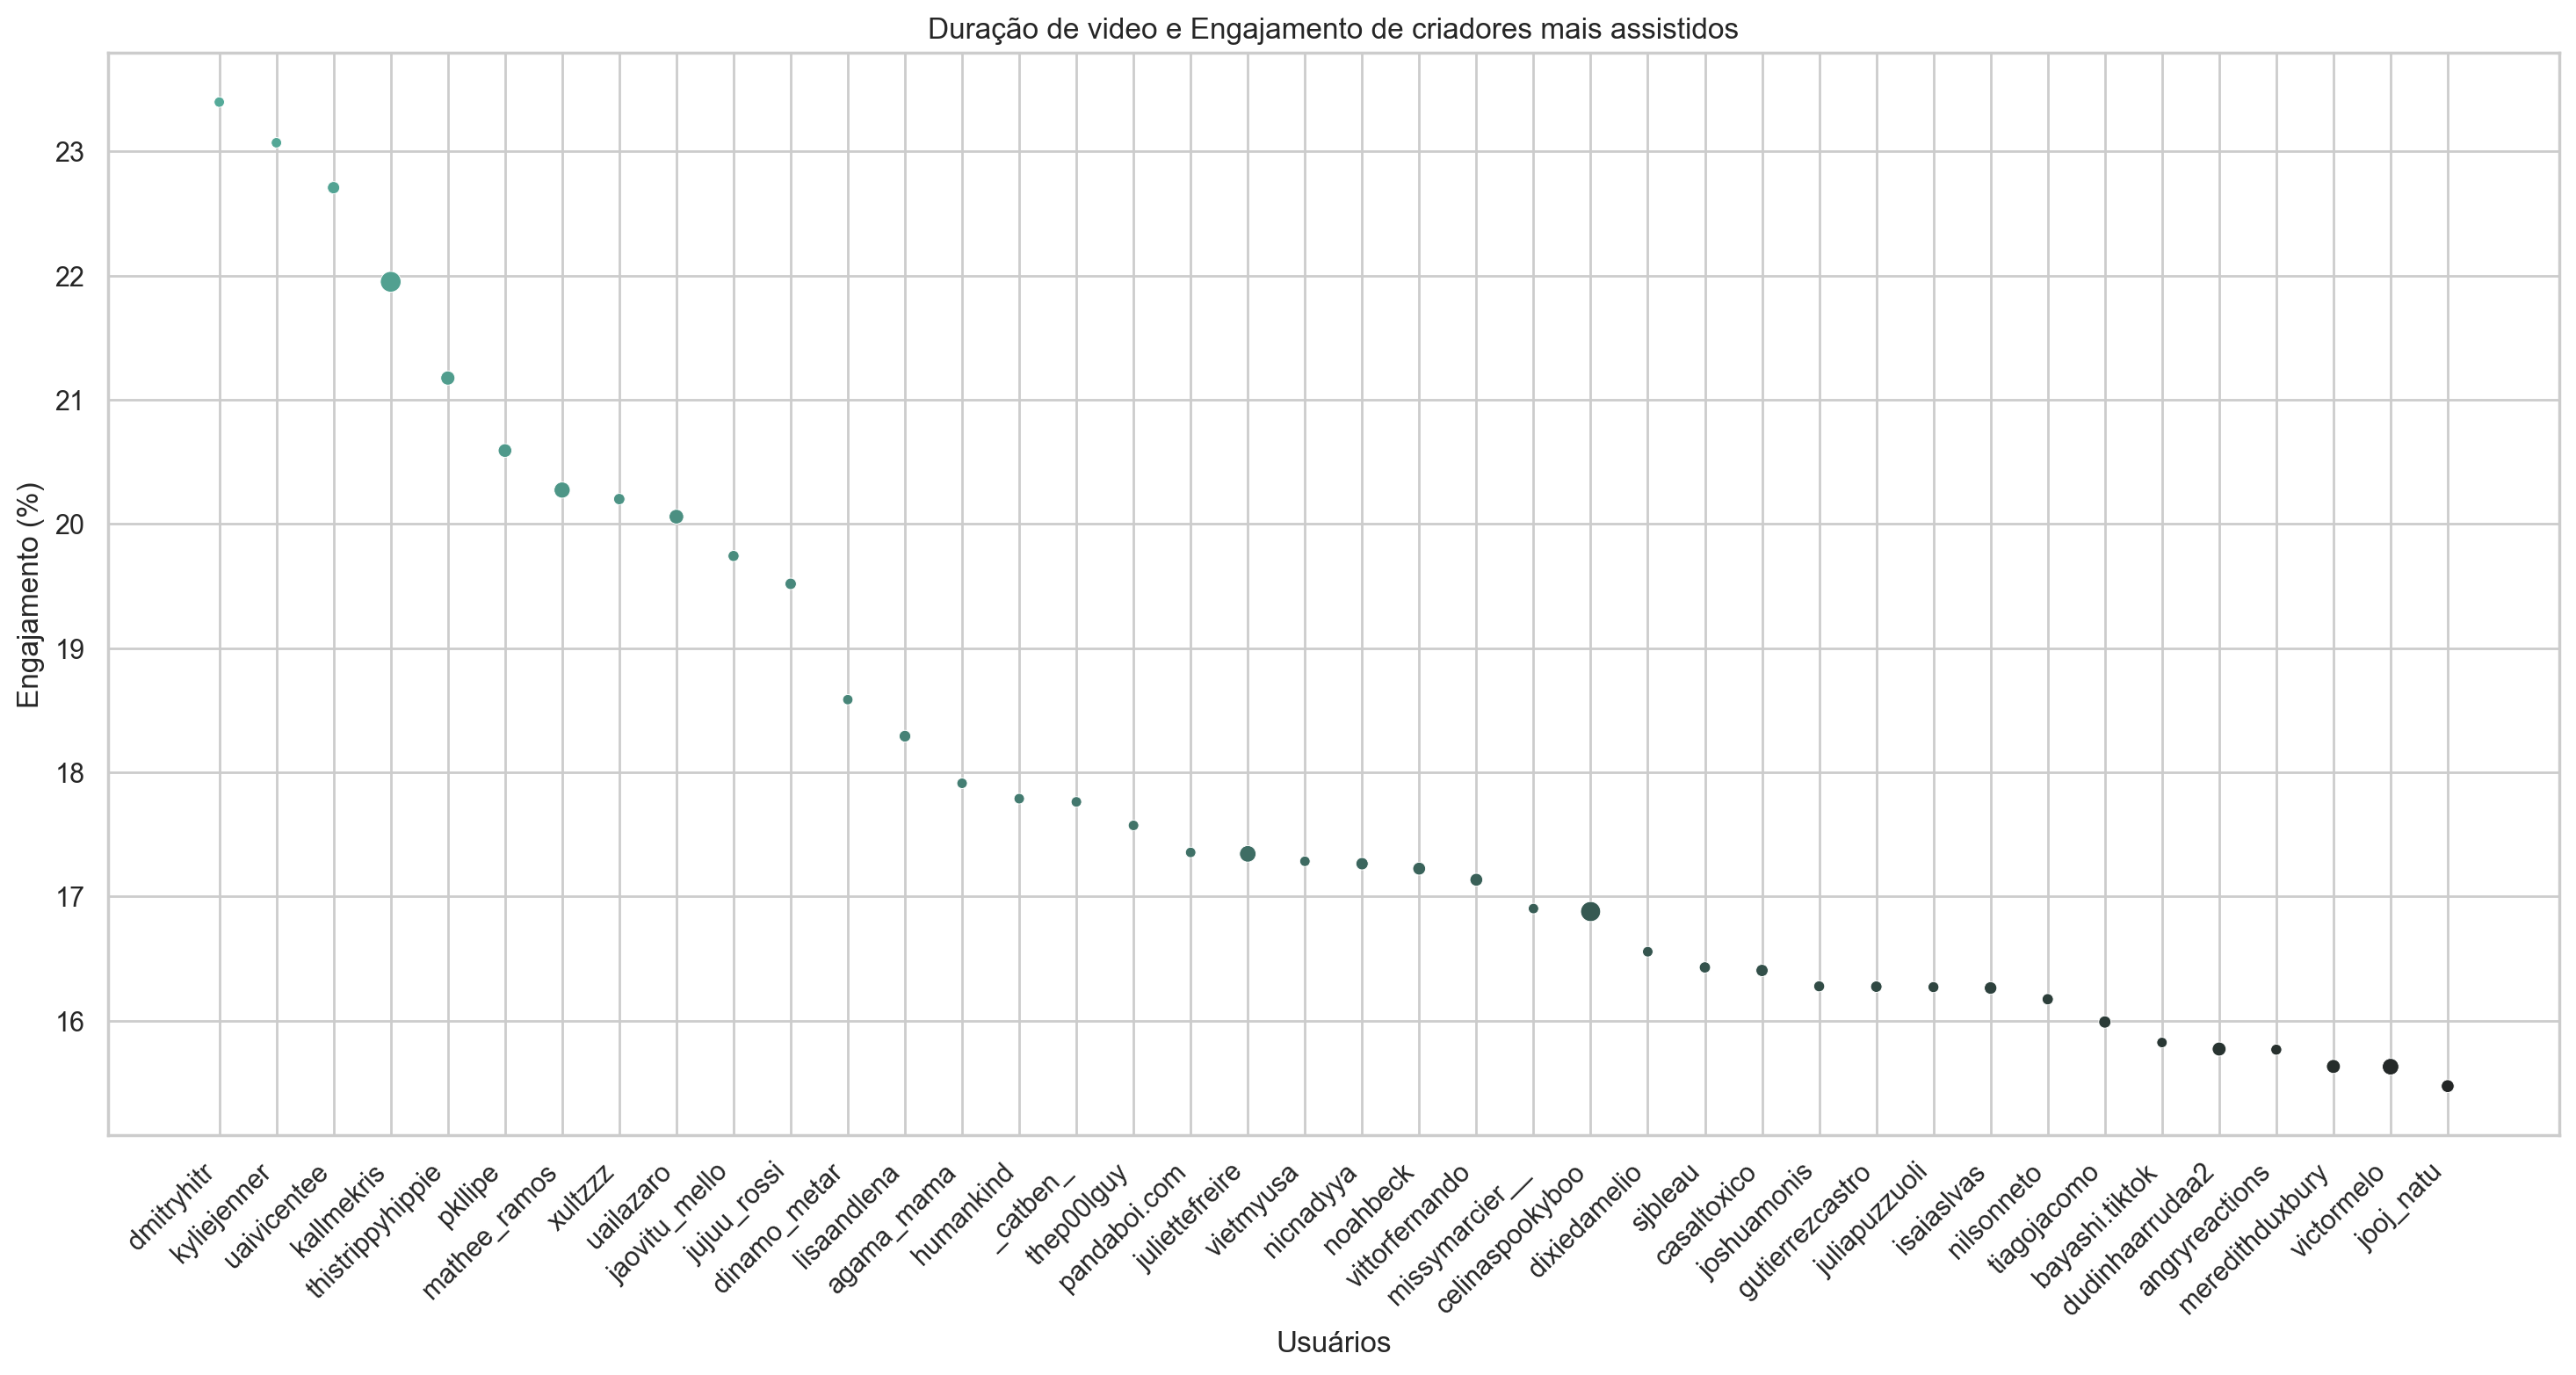 Duração de video e Engajamento de criadores mais assistidos
Engajamento (%)
23
22
21
20
19
18
17
16
dmitryhitr
kyliejenner
uaivicentee
kallmekris
thistrippyhippie
pkllipe
mathee_ramos
xultzzz
uailazaro
jaovitu_mello
jujuu_rossi
dinamo_metar
lisaandlena
agama_mama
humankind
_catben_
thep00lguy
pandaboi.com
juliettefreire
vietmyusa
nicnadyya
noahbeck
vittorfernando
missymarcier__
celinaspookyboo
dixiedamelio
sjbleau
casaltoxico
joshuamonis
gutierrezcastro
juliapuzzuoli
isaiaslvas
nilsonneto
tiagojacomo
bayashi.tiktok
dudinhaarrudaa2
angryreactions
meredithduxbury
victormelo
jooj_natu
Usuários